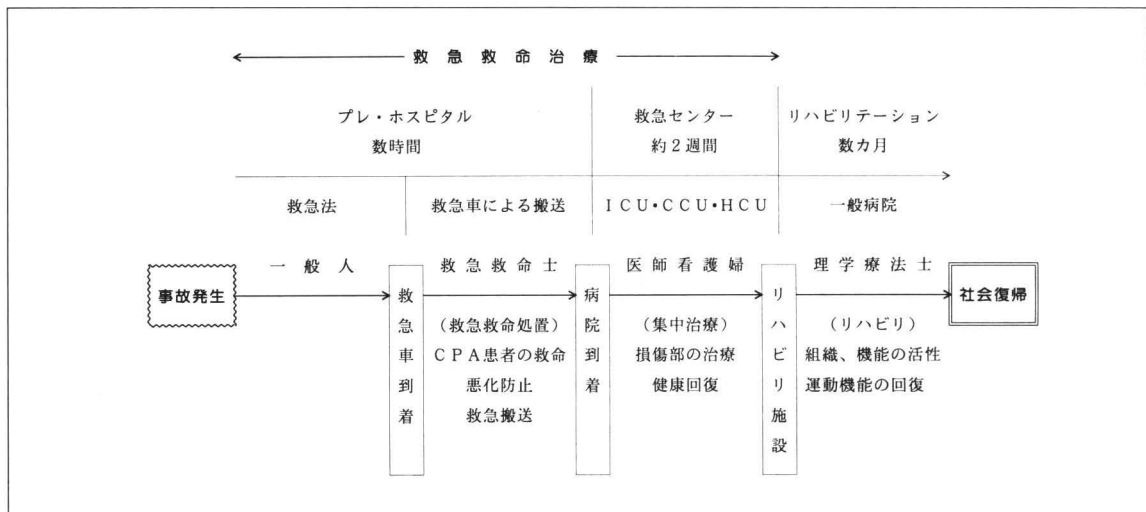 救急救命治療
プレ・ホスピタル
数時間
救急センター
約2週間
リハビリテーション
数カ月
救急法
救急車による搬送
ICU・CCU・HCU
一般病院
事故発生
一般人
救急車到着
救急救命士
(救急救命処置)
CPA患者の救命
悪化防止
救急搬送
病院到着
医師看護婦
(集中治療)
損傷部の治療
健康回復
リハビリ施設
理学療法士
(リハビリ)
組織、機能の活性
運動機能の回復
社会復帰